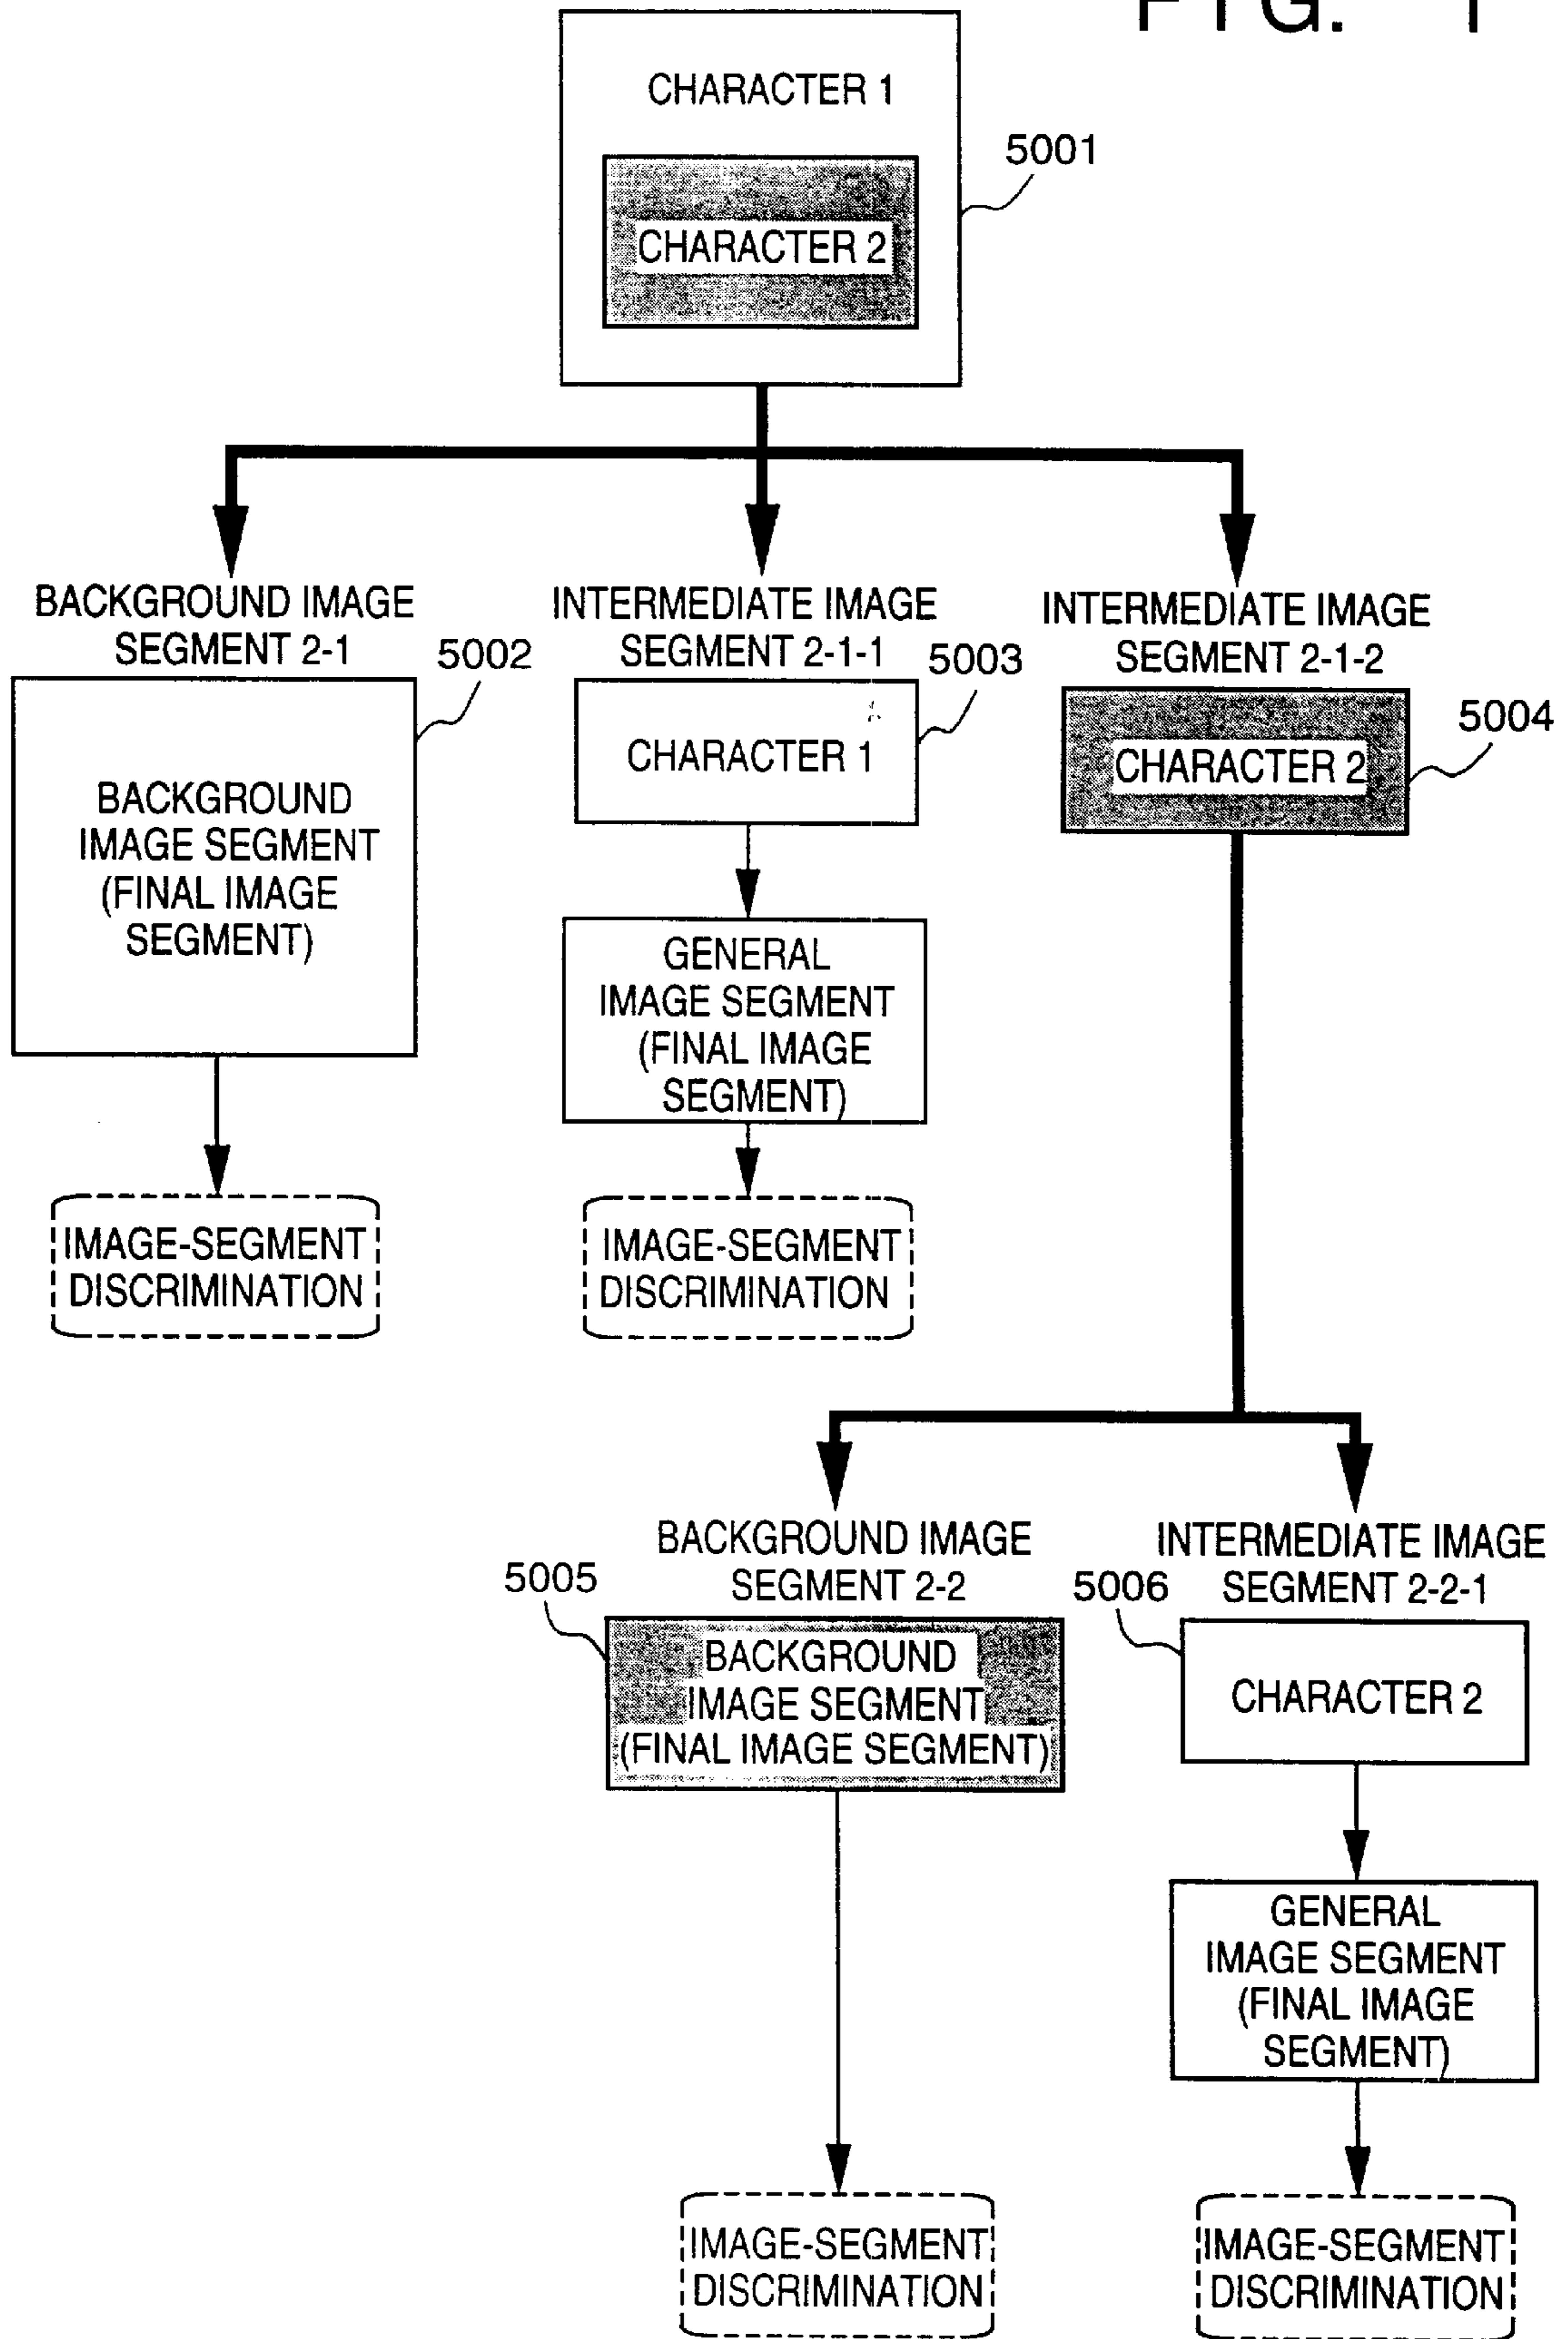 FIG. 1
CHARACTER 1
5001
CHARACTER 2
BACKGROUND IMAGE
SEGMENT 2-1
5002
INTERMEDIATE IMAGE
SEGMENT 2-1-1
5003
INTERMEDIATE IMAGE
SEGMENT 2-1-2
5004
BACKGROUND
IMAGE SEGMENT
(FINAL IMAGE
SEGMENT)
CHARACTER 1
CHARACTER 2
GENERAL
IMAGE SEGMENT
(FINAL IMAGE
SEGMENT)
IMAGE-SEGMENT
DISCRIMINATION
IMAGE-SEGMENT
DISCRIMINATION
BACKGROUND IMAGE
SEGMENT 2-2
5005
INTERMEDIATE IMAGE
SEGMENT 2-2-1
5006
BACKGROUND
IMAGE SEGMENT
(FINAL IMAGE SEGMENT)
CHARACTER 2
GENERAL
IMAGE SEGMENT
(FINAL IMAGE
SEGMENT)
IMAGE-SEGMENT
DISCRIMINATION
IMAGE-SEGMENT
DISCRIMINATION